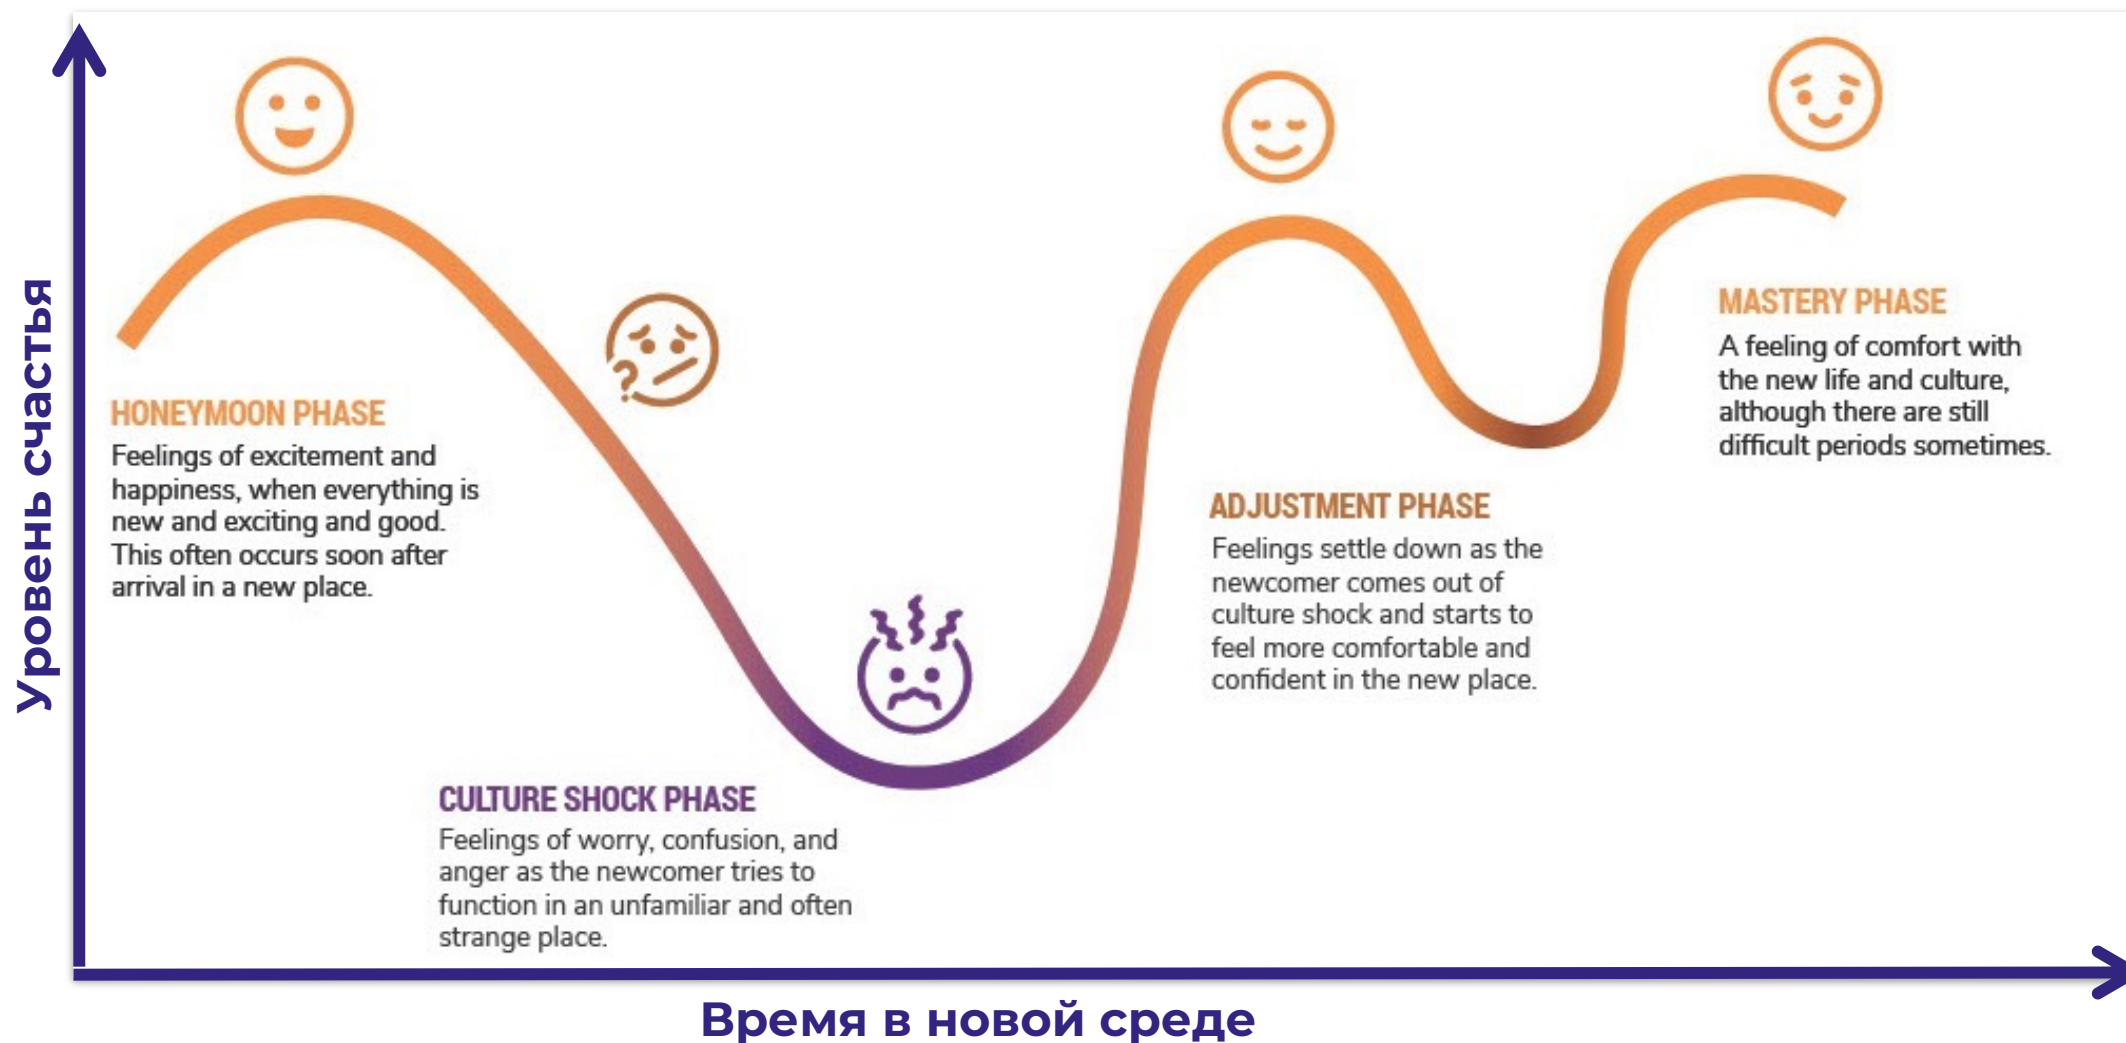 Уровень счастья
HONEYMOON PHASE
Feelings of excitement and
happiness, when everything is
new and exciting and good.
This often occurs soon after
arrival in a new place.
CULTURE SHOCK PHASE
Feelings of worry, confusion, and
anger as the newcomer tries to
function in an unfamiliar and often
strange place.
ADJUSTMENT PHASE
Feelings settle down as the
newcomer comes out of
culture shock and starts to
feel more comfortable and
confident in the new place.
MASTERY PHASE
A feeling of comfort with
the new life and culture,
although there are still
difficult periods sometimes.
Время в новой среде